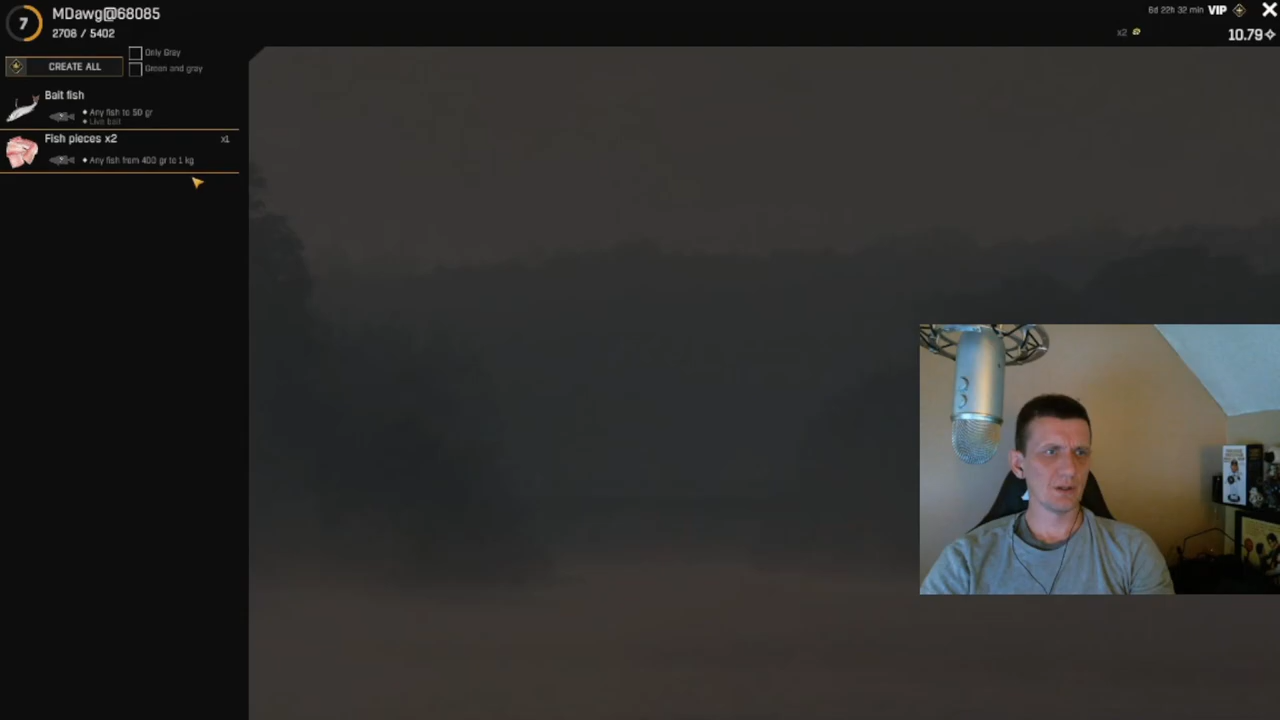 7
MDawg@68085
2708 / 5402
6d 22h 32 min VIP
x2
10.79
CREATE ALL
Only Gray
Green and gray
Bait fish
Any fish to 50 gr
Live bait
Fish pieces x2
x1
Any fish from 400 gr to 1 kg